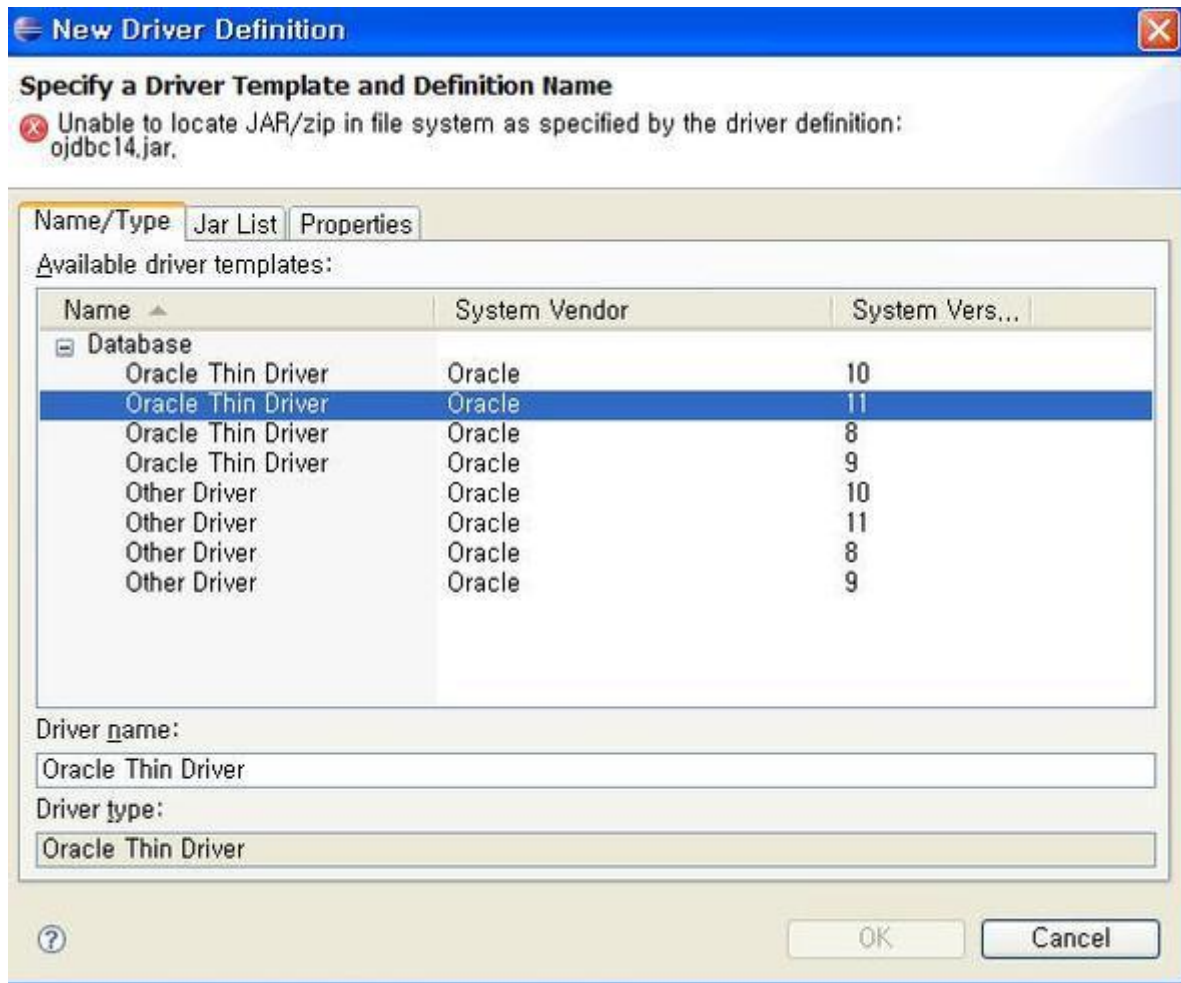 New Driver Definition
Specify a Driver Template and Definition Name
Unable to locate JAR/zip in file system as specified by the driver definition:
ojdbc14.jar.
Name/Type Jar List Properties
Available driver templates:
Name System Vendor System Vers...
Database
Oracle Thin Driver Oracle 10
Oracle Thin Driver Oracle 11
Oracle Thin Driver Oracle 8
Oracle Thin Driver Oracle 9
Other Driver Oracle 10
Other Driver Oracle 11
Other Driver Oracle 8
Other Driver Oracle 9
Driver name:
Oracle Thin Driver
Driver type:
Oracle Thin Driver
? OK Cancel